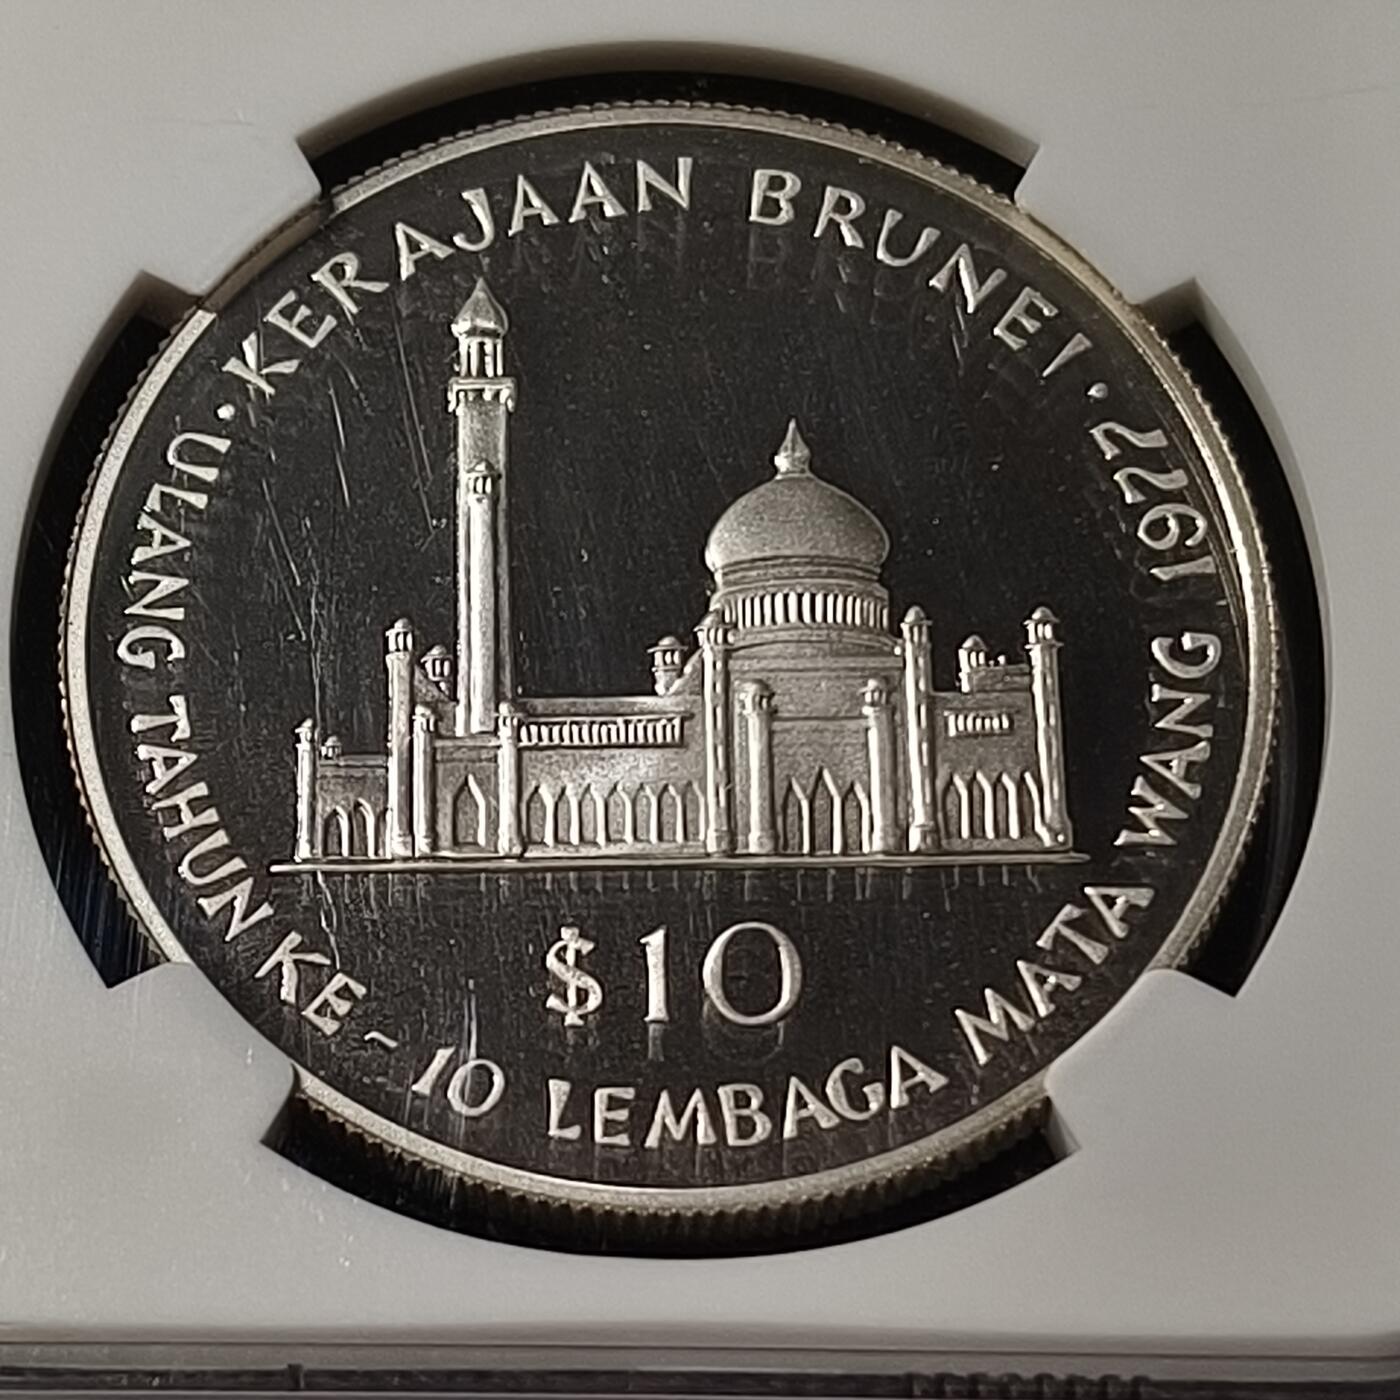 · KERAJAAN BRUNEI ·
ULANG TAHUN KE~10 LEMBAGA MATA WANG 1977
$10